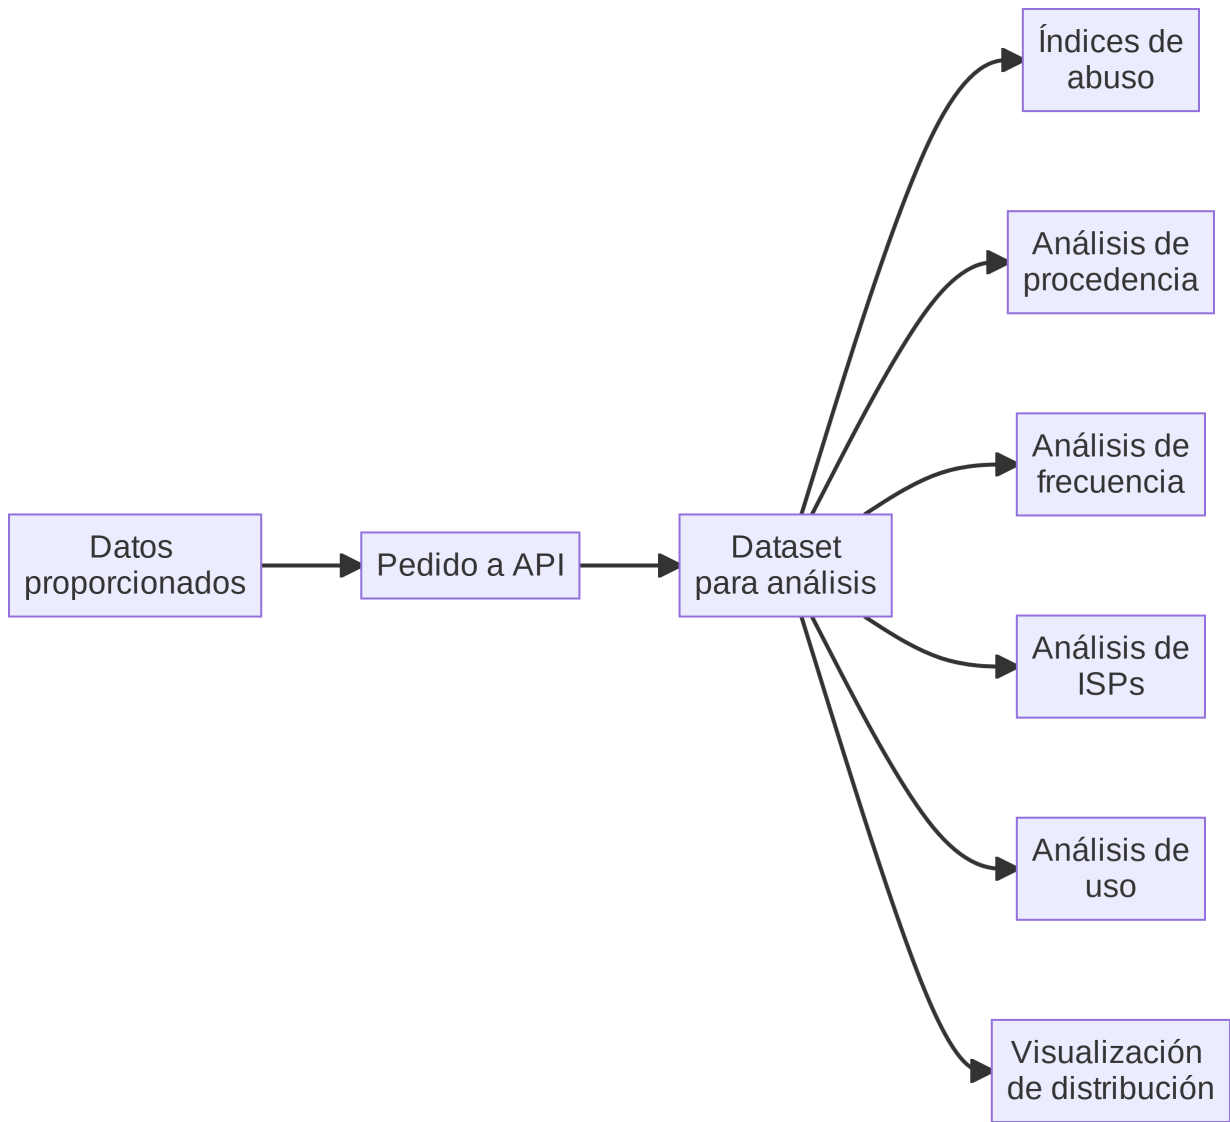 Índices de
abuso
Análisis de
procedencia
Análisis de
frecuencia
Datos
proporcionados
Pedido a API
Dataset
para análisis
Análisis de
ISPs
Análisis de
uso
Visualización
de distribución